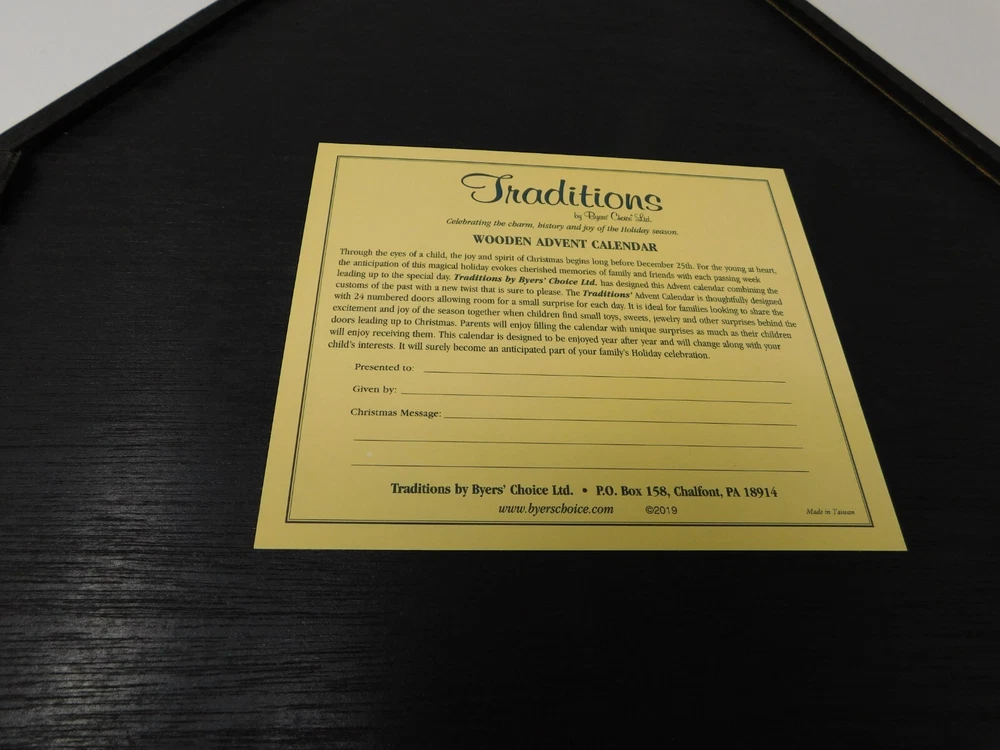 Traditions
by Byers' Choice Ltd.
Celebrating the charm, history and joy of the Holiday season.
WOODEN ADVENT CALENDAR
Through the eyes of a child, the joy and spirit of Christmas begins long before December 25th. For the young at heart,
the anticipation of this magical holiday evokes cherished memories of family and friends with each passing week
leading up to the special day. Traditions by Byers' Choice Ltd. has designed this Advent calendar combining the
customs of the past with a new twist that is sure to please. The Traditions' Advent Calendar is thoughtfully designed
with 24 numbered doors allowing room for a small surprise for each day. It is ideal for families looking to share the
excitement and joy of the season together when children find small toys, sweets, jewelry and other surprises behind the
doors leading up to Christmas. Parents will enjoy filling the calendar with unique surprises as much as their children
will enjoy receiving them. This calendar is designed to be enjoyed year after year and will change along with your
child's interests. It will surely become an anticipated part of your family's Holiday celebration.
Presented to:
Given by:
Christmas Message:
Traditions by Byers' Choice Ltd. • P.O. Box 158, Chalfont, PA 18914
www.byerschoice.com ©2019
Made in Taiwan